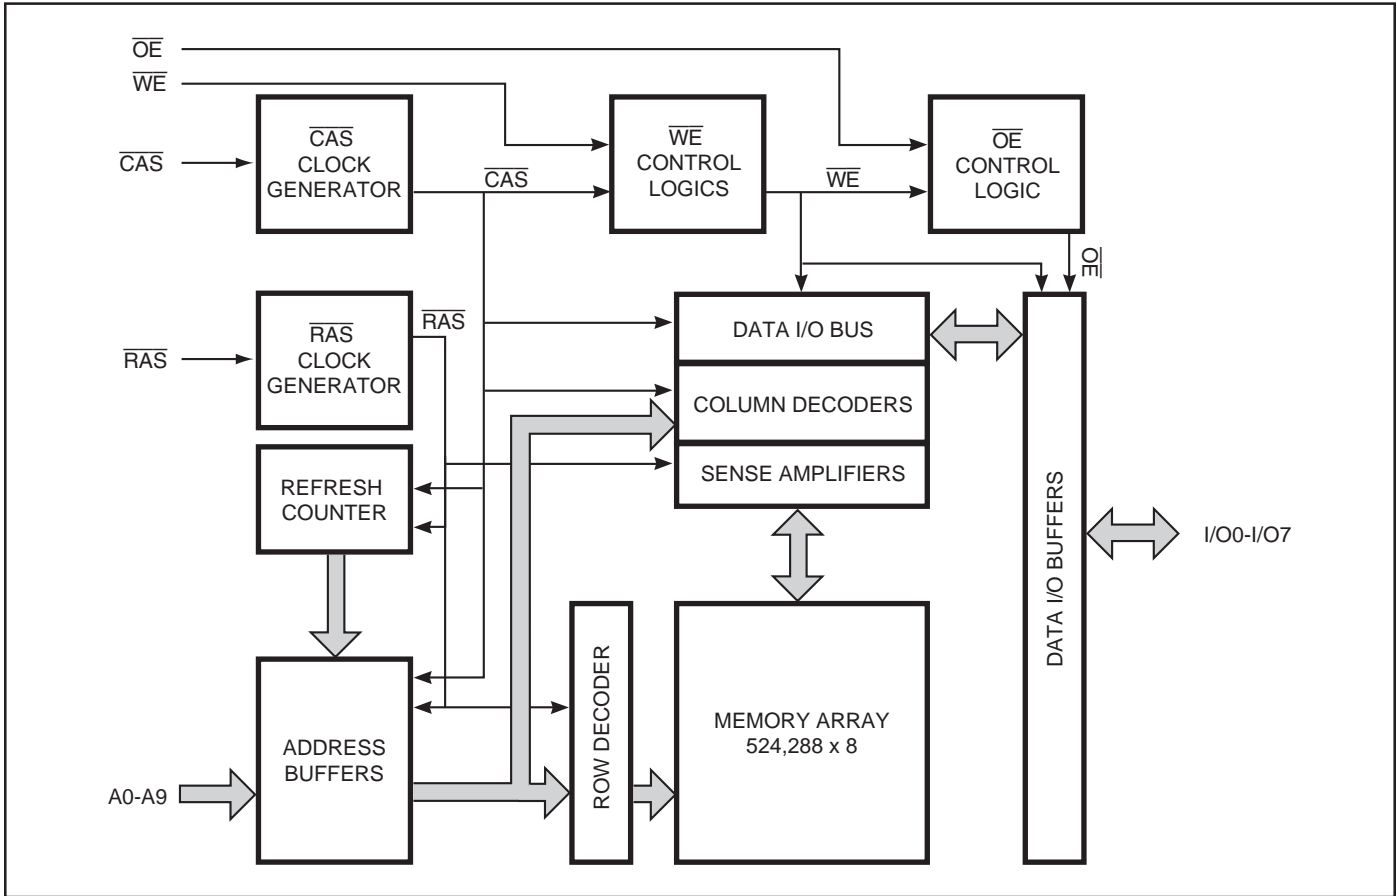 OE
WE
CAS
CAS
CLOCK
GENERATOR
CAS
WE
CONTROL
LOGICS
WE
OE
CONTROL
LOGIC
OE
RAS
RAS
CLOCK
GENERATOR
RAS
DATA I/O BUS
COLUMN DECODERS
SENSE AMPLIFIERS
REFRESH
COUNTER
DATA I/O BUFFERS
I/O0-I/O7
A0-A9
ADDRESS
BUFFERS
ROW DECODER
MEMORY ARRAY
524,288 x 8